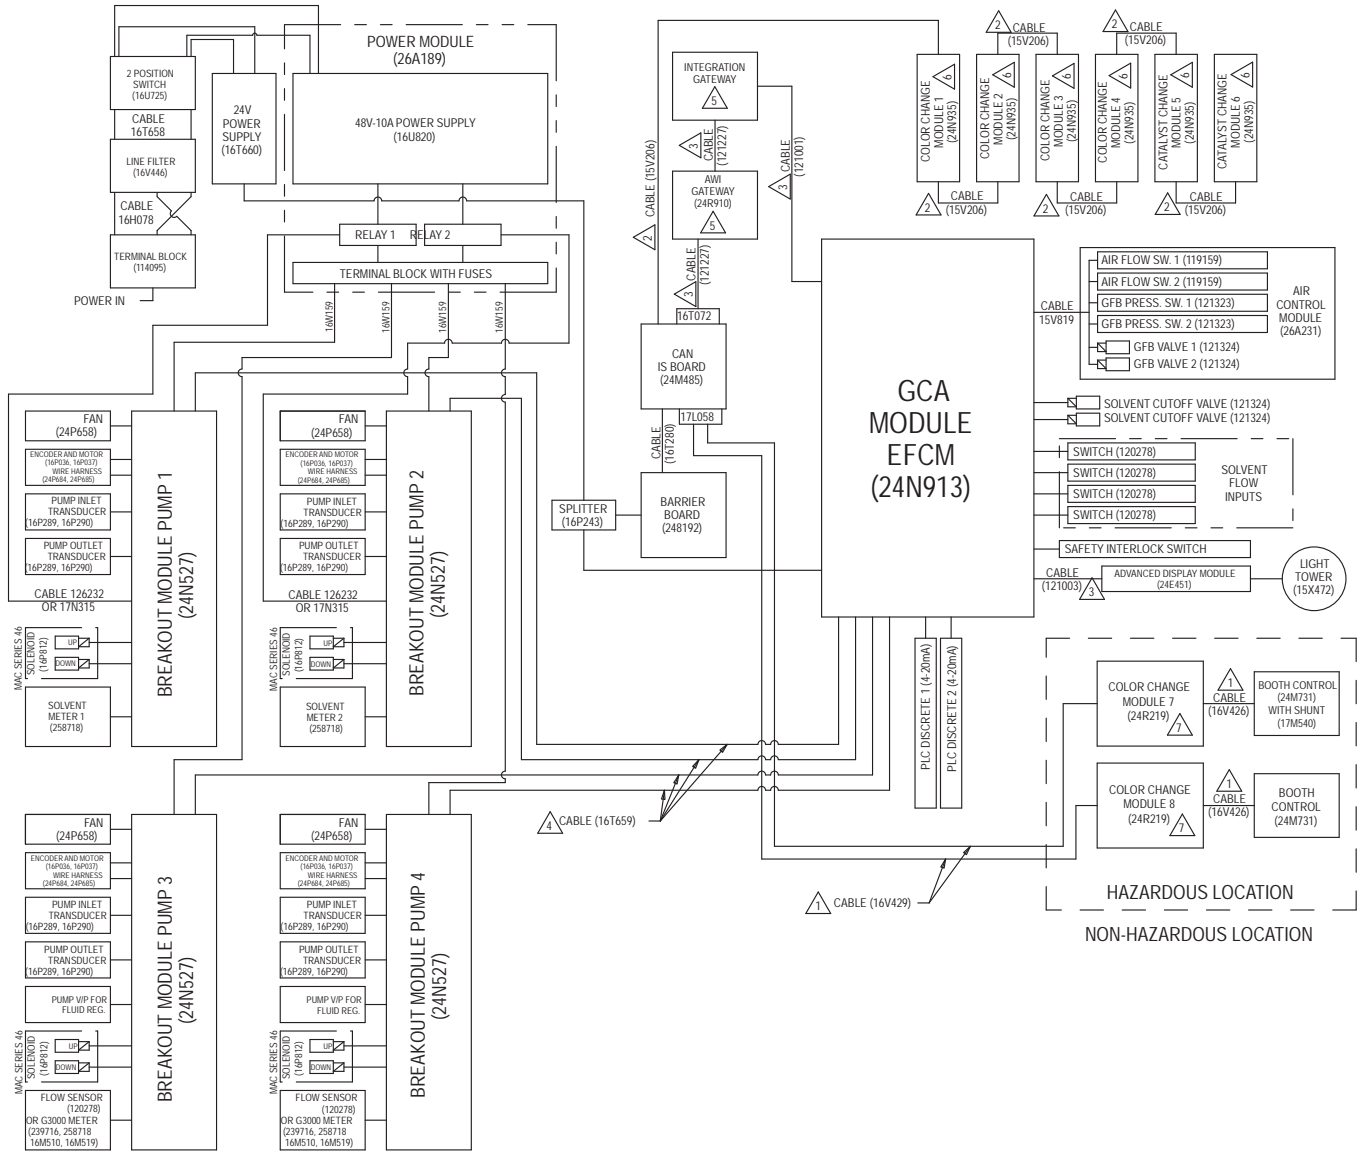 POWER MODULE
(26A189)
2 POSITION
SWITCH
(16U725)
CABLE
16T658
LINE FILTER
(16V446)
CABLE
16H078
TERMINAL BLOCK
(114095)
POWER IN
24V
POWER
SUPPLY
(16T660)
48V-10A POWER SUPPLY
(16U820)
RELAY 1
RELAY 2
TERMINAL BLOCK WITH FUSES
16W159
16W159
16W159
16W159
INTEGRATION
GATEWAY
5
3
CABLE
(121227)
AWI
GATEWAY
(24R910)
5
3
CABLE
(121227)
3
CABLE
(121001)
2
CABLE (15V206)
16T072
CAN
IS BOARD
(24M485)
17L058
CABLE
(16T280)
BARRIER
BOARD
(248192)
SPLITTER
(16P243)
2
CABLE
(15V206)
2
CABLE
(15V206)
COLOR CHANGE
MODULE 1
(24N935)
6
COLOR CHANGE
MODULE 2
(24N935)
6
COLOR CHANGE
MODULE 3
(24N935)
6
COLOR CHANGE
MODULE 4
(24N935)
6
CATALYST CHANGE
MODULE 5
(24N935)
6
CATALYST CHANGE
MODULE 6
(24N935)
6
2
CABLE
(15V206)
2
CABLE
(15V206)
2
CABLE
(15V206)
GCA
MODULE
EFCM
(24N913)
CABLE
15V819
AIR FLOW SW. 1 (119159)
AIR FLOW SW. 2 (119159)
GFB PRESS. SW. 1 (121323)
GFB PRESS. SW. 2 (121323)
GFB VALVE 1 (121324)
GFB VALVE 2 (121324)
AIR
CONTROL
MODULE
(26A231)
SOLVENT CUTOFF VALVE (121324)
SOLVENT CUTOFF VALVE (121324)
SWITCH (120278)
SWITCH (120278)
SWITCH (120278)
SWITCH (120278)
SOLVENT
FLOW
INPUTS
SAFETY INTERLOCK SWITCH
CABLE
(121003)
3
ADVANCED DISPLAY MODULE
(24E451)
LIGHT
TOWER
(15X472)
PLC DISCRETE 1 (4-20mA)
PLC DISCRETE 2 (4-20mA)
COLOR CHANGE
MODULE 7
(24R219)
7
1
CABLE
(16V426)
BOOTH CONTROL
(24M731)
WITH SHUNT
(17M540)
COLOR CHANGE
MODULE 8
(24R219)
7
1
CABLE
(16V426)
BOOTH
CONTROL
(24M731)
HAZARDOUS LOCATION
NON-HAZARDOUS LOCATION
4
CABLE (16T659)
1
CABLE (16V429)
FAN
(24P658)
ENCODER AND MOTOR
(16P036, 16P037)
WIRE HARNESS
(24P684, 24P685)
PUMP INLET
TRANSDUCER
(16P289, 16P290)
PUMP OUTLET
TRANSDUCER
(16P289, 16P290)
CABLE 126232
OR 17N315
MAC SERIES 46
SOLENOID
(16P812)
UP
DOWN
SOLVENT
METER 1
(258718)
BREAKOUT MODULE PUMP 1
(24N527)
FAN
(24P658)
ENCODER AND MOTOR
(16P036, 16P037)
WIRE HARNESS
(24P684, 24P685)
PUMP INLET
TRANSDUCER
(16P289, 16P290)
PUMP OUTLET
TRANSDUCER
(16P289, 16P290)
CABLE 126232
OR 17N315
MAC SERIES 46
SOLENOID
(16P812)
UP
DOWN
SOLVENT
METER 2
(258718)
BREAKOUT MODULE PUMP 2
(24N527)
FAN
(24P658)
ENCODER AND MOTOR
(16P036, 16P037)
WIRE HARNESS
(24P684, 24P685)
PUMP INLET
TRANSDUCER
(16P289, 16P290)
PUMP OUTLET
TRANSDUCER
(16P289, 16P290)
PUMP V/P FOR
FLUID REG.
MAC SERIES 46
SOLENOID
(16P812)
UP
DOWN
FLOW SENSOR
(120278)
OR G3000 METER
(239716, 258718
16M510, 16M519)
BREAKOUT MODULE PUMP 3
(24N527)
FAN
(24P658)
ENCODER AND MOTOR
(16P036, 16P037)
WIRE HARNESS
(24P684, 24P685)
PUMP INLET
TRANSDUCER
(16P289, 16P290)
PUMP OUTLET
TRANSDUCER
(16P289, 16P290)
PUMP V/P FOR
FLUID REG.
MAC SERIES 46
SOLENOID
(16P812)
UP
DOWN
FLOW SENSOR
(120278)
OR G3000 METER
(239716, 258718
16M510, 16M519)
BREAKOUT MODULE PUMP 4
(24N527)